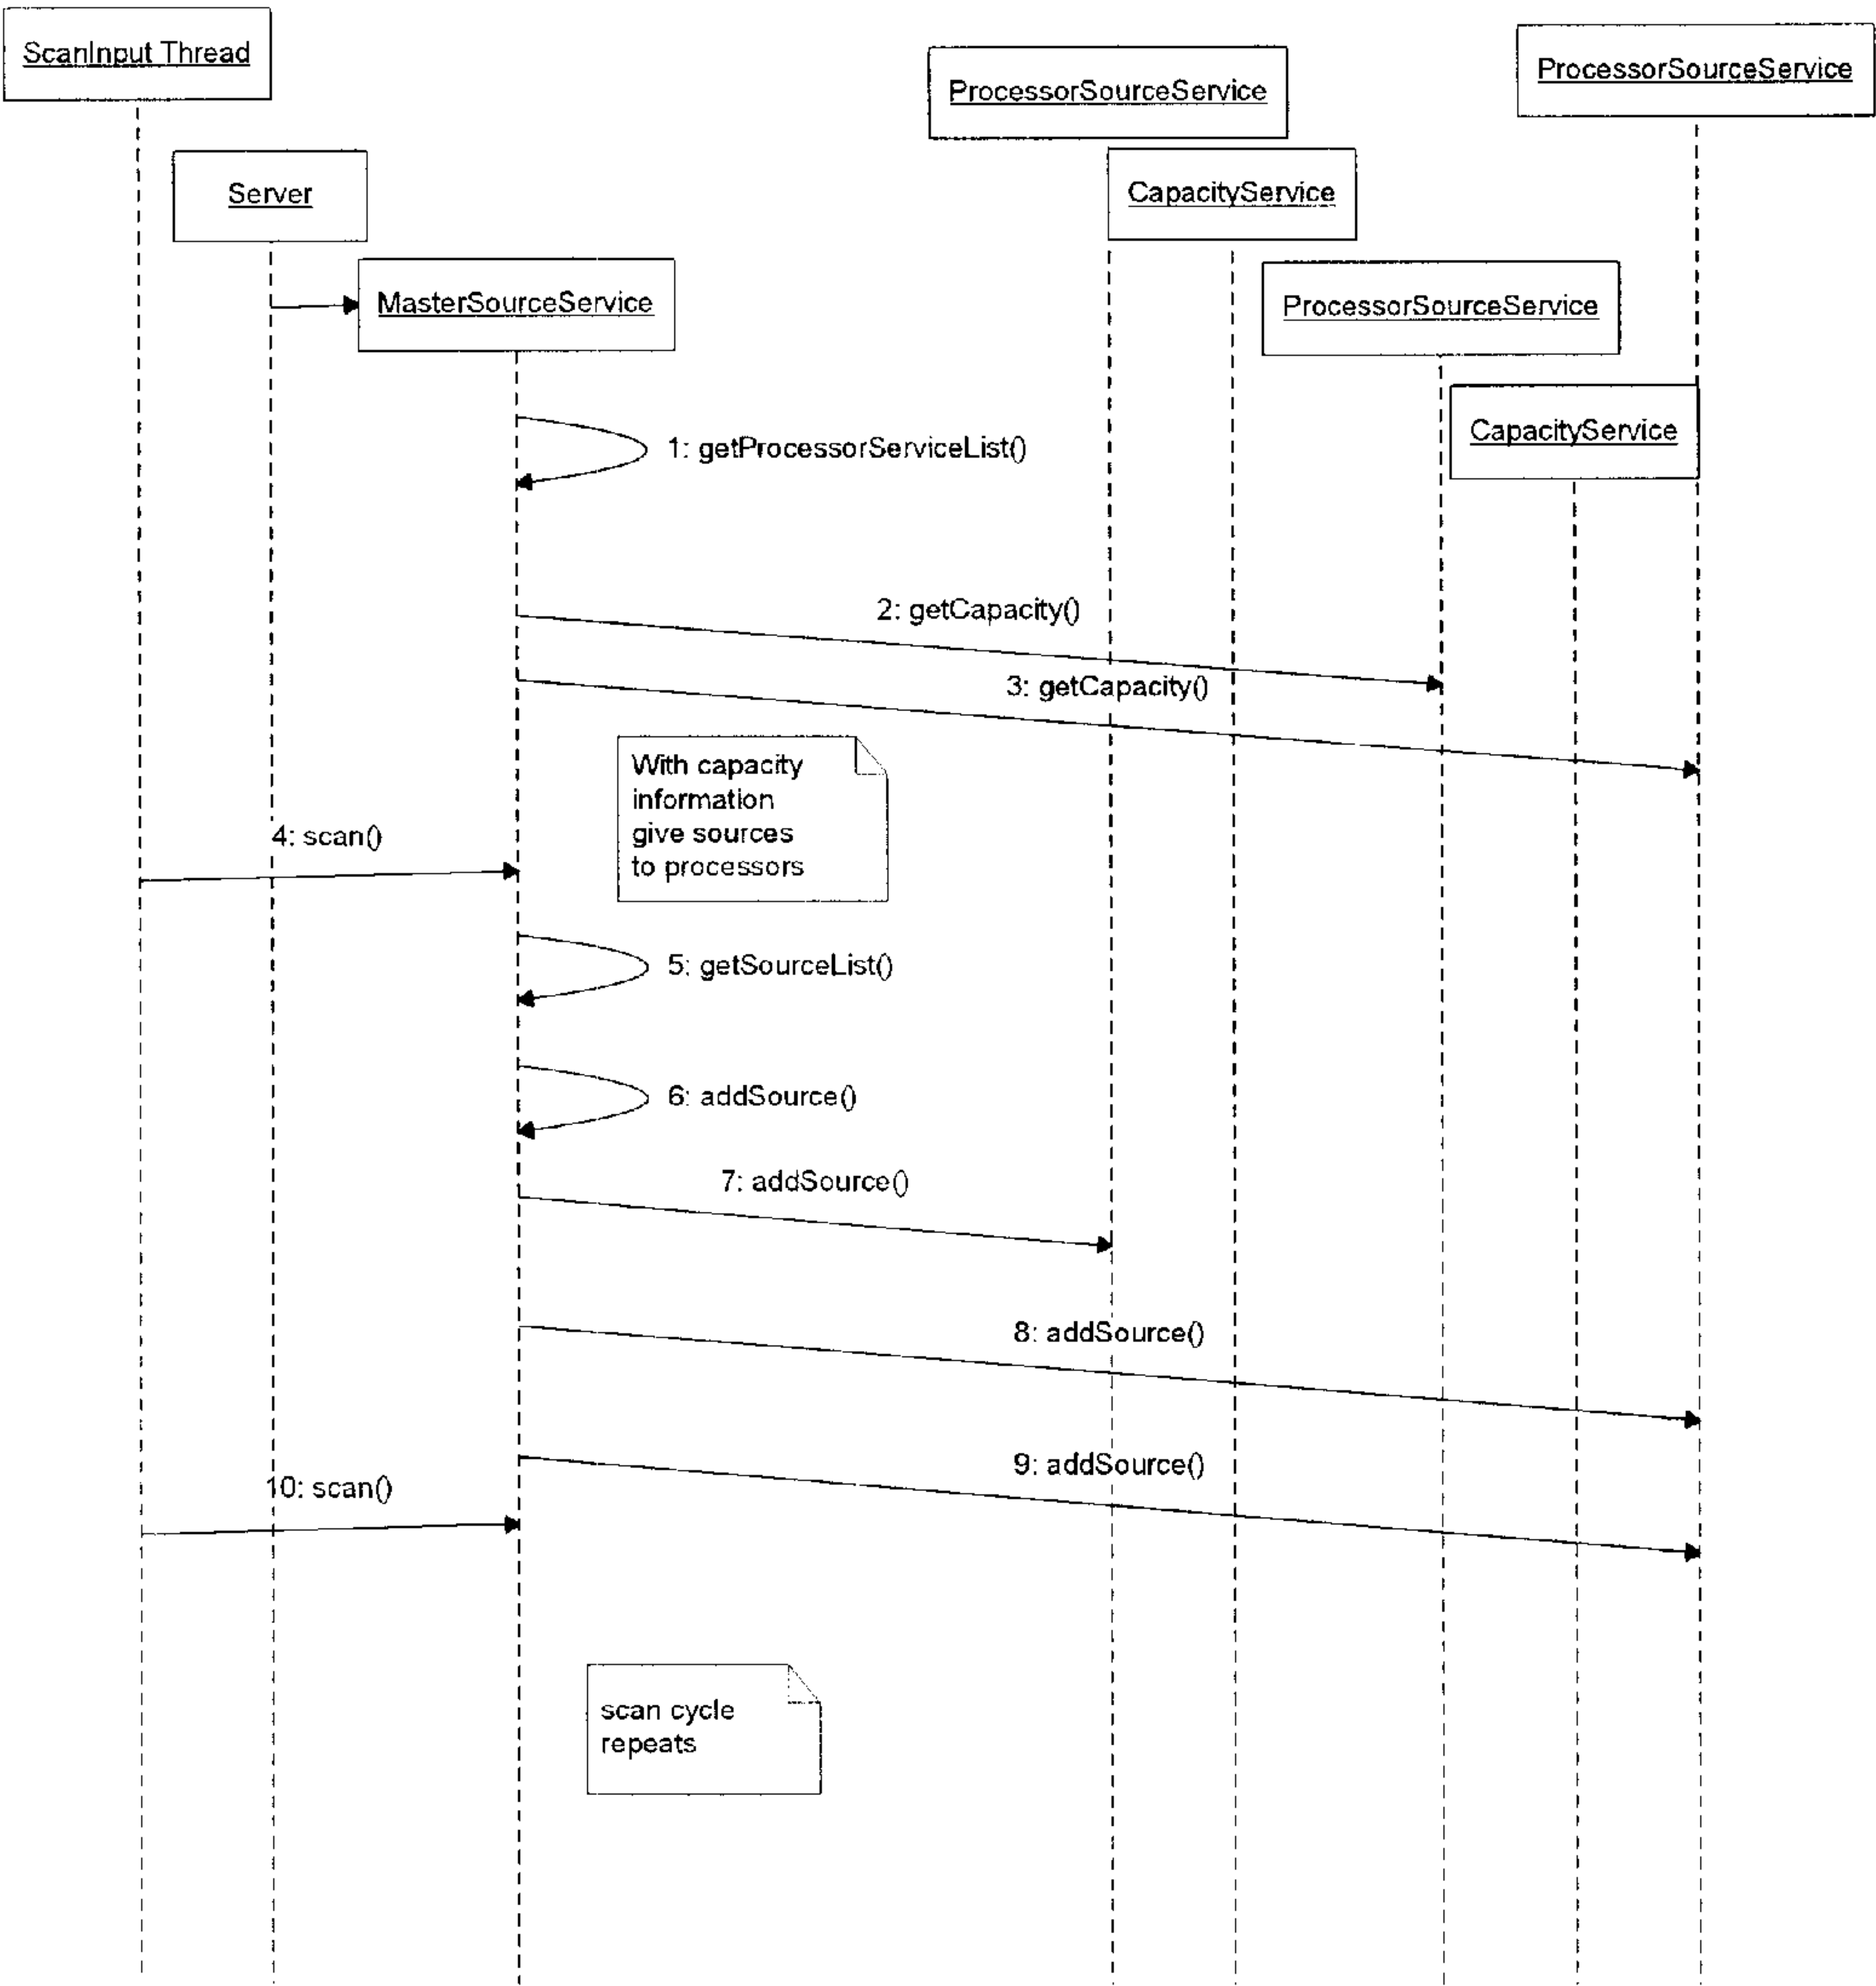 ScanInput Thread
ProcessorSourceService
ProcessorSourceService
Server
CapacityService
MasterSourceService
ProcessorSourceService
CapacityService
1: getProcessorServiceList()
2: getCapacity()
3: getCapacity()
With capacity
information
give sources
to processors
4: scan()
5: getSourceList()
6: addSource()
7: addSource()
8: addSource()
9: addSource()
10: scan()
scan cycle
repeats